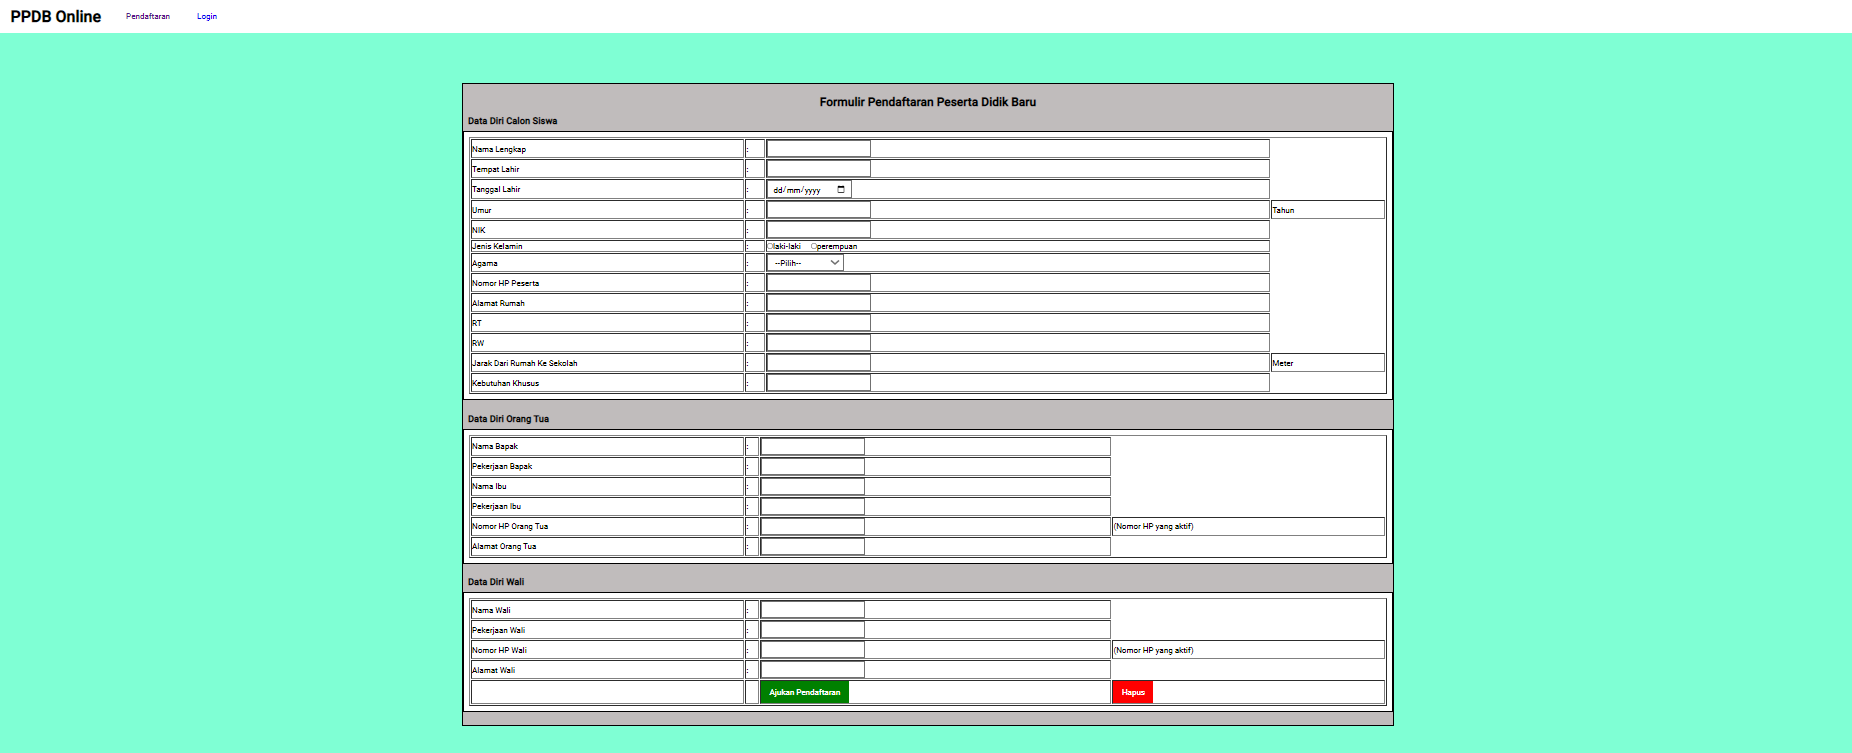 PPDB Online Pendaftaran Login
Formulir Pendaftaran Peserta Didik Baru
Data Diri Calon Siswa
Nama Lengkap :
Tempat Lahir :
Tanggal Lahir : dd/mm/yyyy
Umur : Tahun
NIK :
Jenis Kelamin : laki-laki perempuan
Agama : --Pilih--
Nomor HP Peserta :
Alamat Rumah :
RT :
RW :
Jarak Dari Rumah Ke Sekolah : Meter
Kebutuhan Khusus :
Data Diri Orang Tua
Nama Bapak :
Pekerjaan Bapak :
Nama Ibu :
Pekerjaan Ibu :
Nomor HP Orang Tua : (Nomor HP yang aktif)
Alamat Orang Tua :
Data Diri Wali
Nama Wali :
Pekerjaan Wali :
Nomor HP Wali : (Nomor HP yang aktif)
Alamat Wali :
Ajukan Pendaftaran Hapus